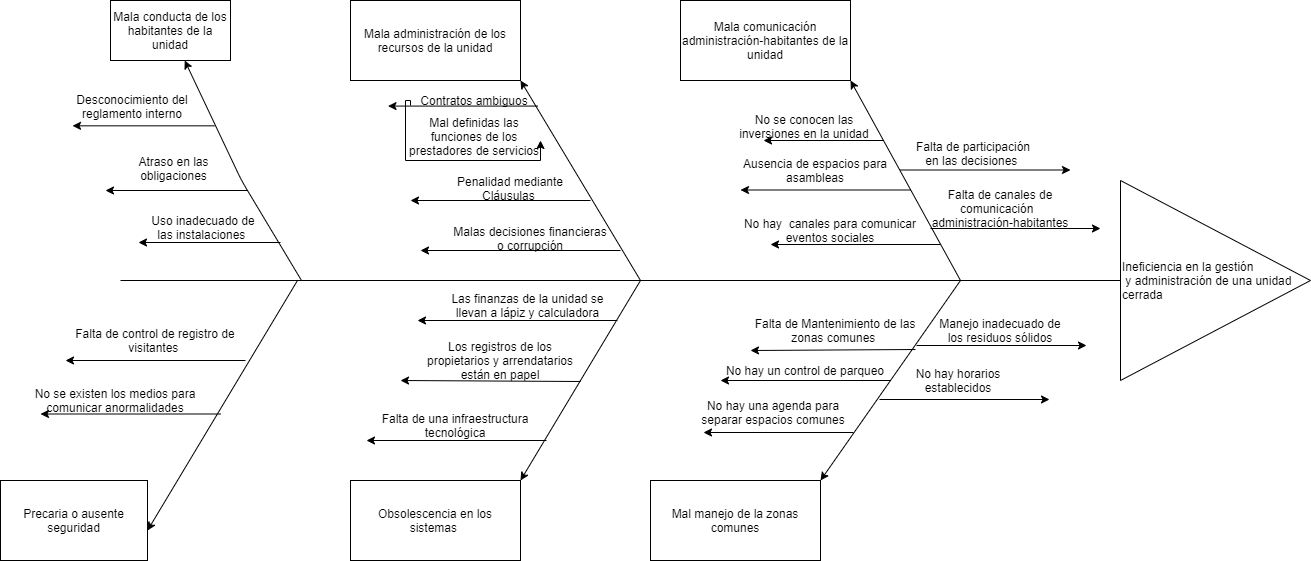 Mala conducta de los
habitantes de la
unidad
Desconocimiento del
reglamento interno
Atraso en las
obligaciones
Uso inadecuado de
las instalaciones
Mala administración de los
recursos de la unidad
Contratos ambiguos
Mal definidas las
funciones de los
prestadores de servicios
Penalidad mediante
Cláusulas
Malas decisiones financieras
o corrupción
Mala comunicación
administración-habitantes de la
unidad
No se conocen las
inversiones en la unidad
Ausencia de espacios para
asambleas
No hay canales para comunicar
eventos sociales
Falta de participación
en las decisiones
Falta de canales de
comunicación
administración-habitantes
Ineficiencia en la gestión
y administración de una unidad
cerrada
Falta de control de registro de
visitantes
No se existen los medios para
comunicar anormalidades
Precaria o ausente
seguridad
Las finanzas de la unidad se
llevan a lápiz y calculadora
Los registros de los
propietarios y arrendatarios
están en papel
Falta de una infraestructura
tecnológica
Obsolescencia en los
sistemas
Falta de Mantenimiento de las
zonas comunes
No hay un control de parqueo
No hay una agenda para
separar espacios comunes
Manejo inadecuado de
los residuos sólidos
No hay horarios
establecidos
Mal manejo de la zonas
comunes